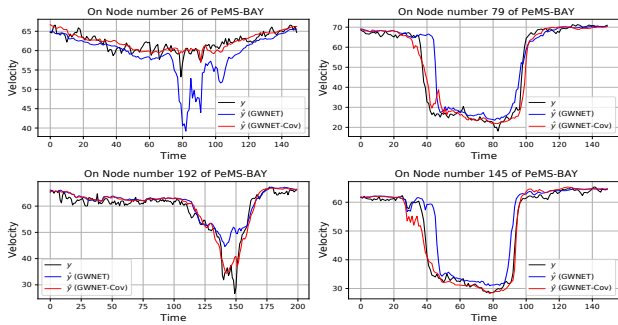 On Node number 26 of PeMS-BAY
Velocity
65
60
55
50
45
40
y
ŷ (GWNET)
ŷ (GWNET-Cov)
0 20 40 60 80 100 120 140
Time
On Node number 79 of PeMS-BAY
Velocity
70
60
50
40
30
20
y
ŷ (GWNET)
ŷ (GWNET-Cov)
0 20 40 60 80 100 120 140
Time
On Node number 192 of PeMS-BAY
Velocity
60
50
40
30
y
ŷ (GWNET)
ŷ (GWNET-Cov)
0 25 50 75 100 125 150 175 200
Time
On Node number 145 of PeMS-BAY
Velocity
60
50
40
30
y
ŷ (GWNET)
ŷ (GWNET-Cov)
0 20 40 60 80 100 120 140
Time